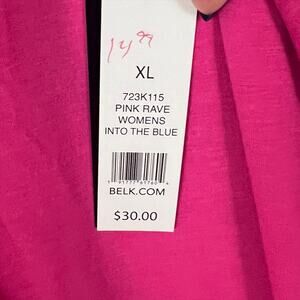 14.99
XL
723K115
PINK RAVE
WOMENS
INTO THE BLUE
BELK.COM
$30.00